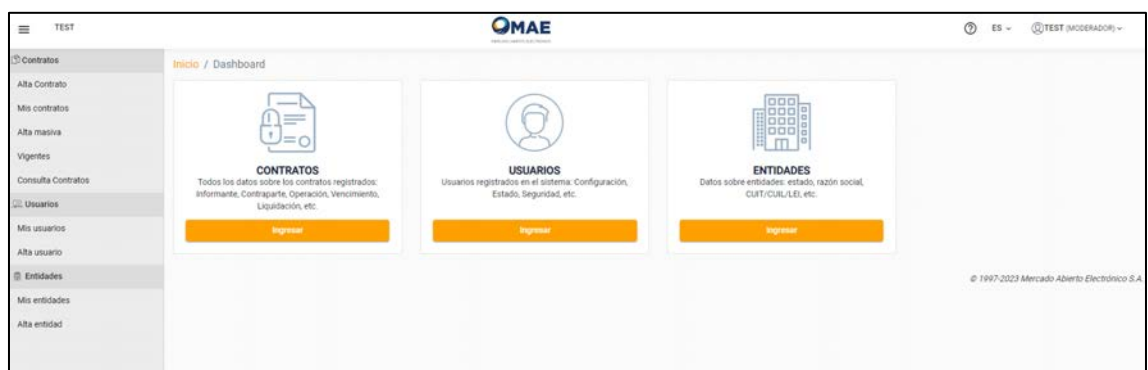 TEST
MAE
ES
TEST (MODERADOR)
Contratos
Alta Contrato
Mis contratos
Alta masiva
Vigentes
Consulta Contratos
Usuarios
Mis usuarios
Alta usuario
Entidades
Mis entidades
Alta entidad
Inicio / Dashboard
CONTRATOS
Todos los datos sobre los contratos registrados:
Informante, Contraparte, Operación, Vencimiento,
Liquidación, etc.
Ingresar
USUARIOS
Usuarios registrados en el sistema: Configuración,
Estado, Seguridad, etc.
Ingresar
ENTIDADES
Datos sobre entidades: estado, razón social,
CUIT/CUIL/LEI, etc.
Ingresar
© 1997-2023 Mercado Abierto Electrónico S.A.